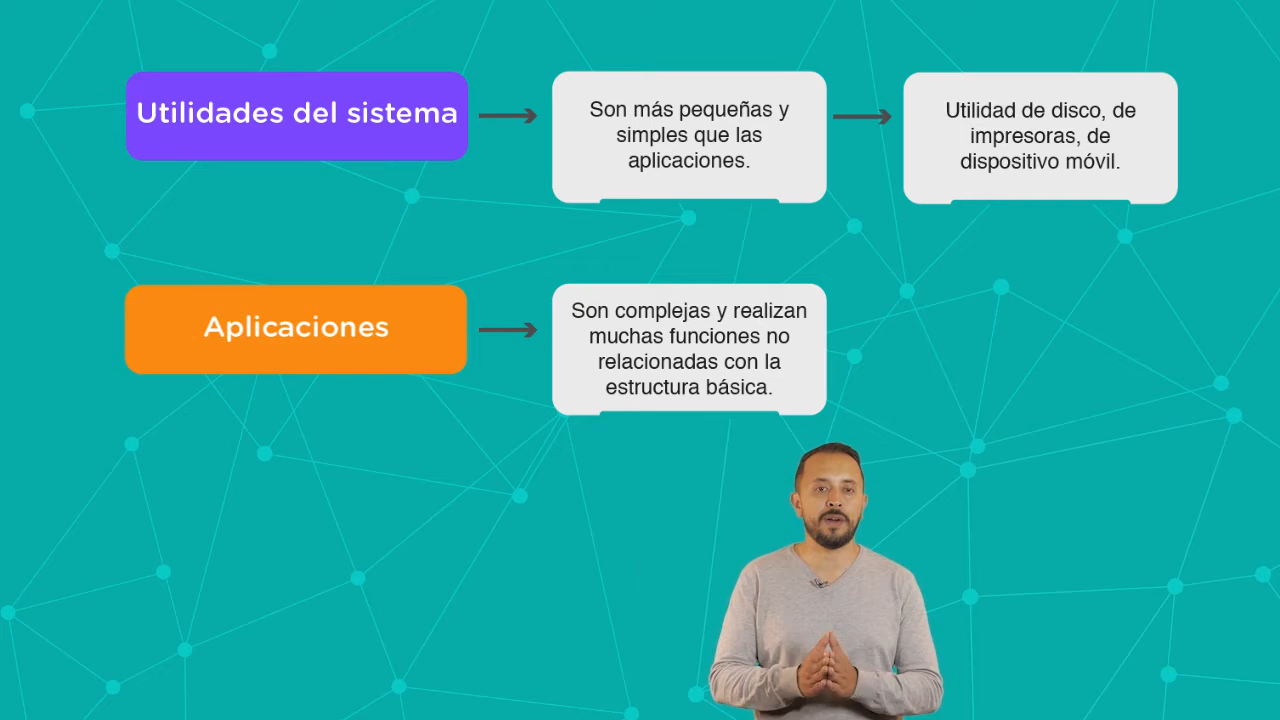 Utilidades del sistema
Son más pequeñas y
simples que las
aplicaciones.
Utilidad de disco, de
impresoras, de
dispositivo móvil.
Aplicaciones
Son complejas y realizan
muchas funciones no
relacionadas con la
estructura básica.